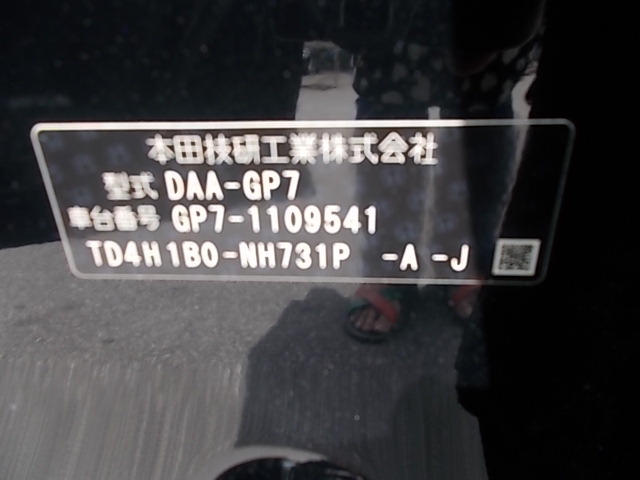 本田技研工業株式会社
型式 DAA-GP7
車台番号 GP7-1109541
TD4H1B0-NH731P -A -J